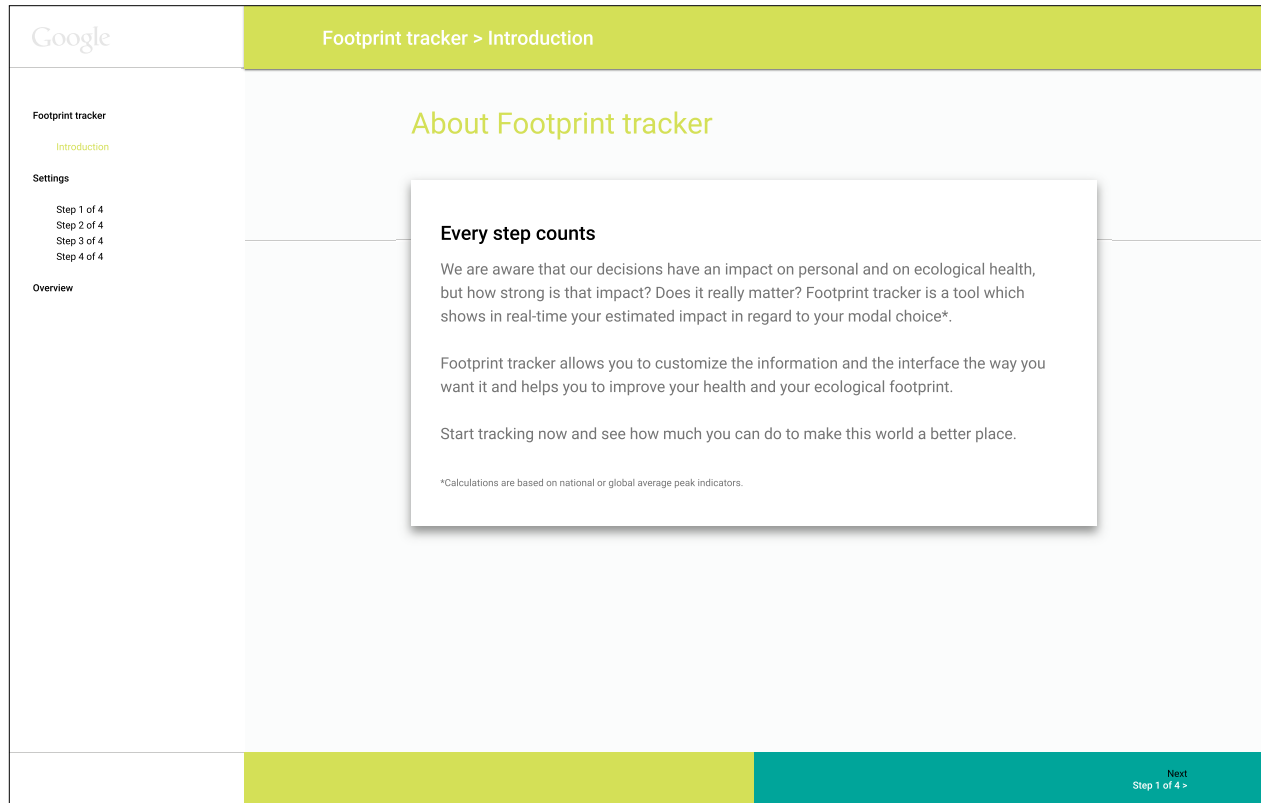 Google
Footprint tracker > Introduction
Footprint tracker
Introduction
Settings
Step 1 of 4
Step 2 of 4
Step 3 of 4
Step 4 of 4
Overview
About Footprint tracker
Every step counts
We are aware that our decisions have an impact on personal and on ecological health,
but how strong is that impact? Does it really matter? Footprint tracker is a tool which
shows in real-time your estimated impact in regard to your modal choice*.
Footprint tracker allows you to customize the information and the interface the way you
want it and helps you to improve your health and your ecological footprint.
Start tracking now and see how much you can do to make this world a better place.
*Calculations are based on national or global average peak indicators.
Next
Step 1 of 4 >